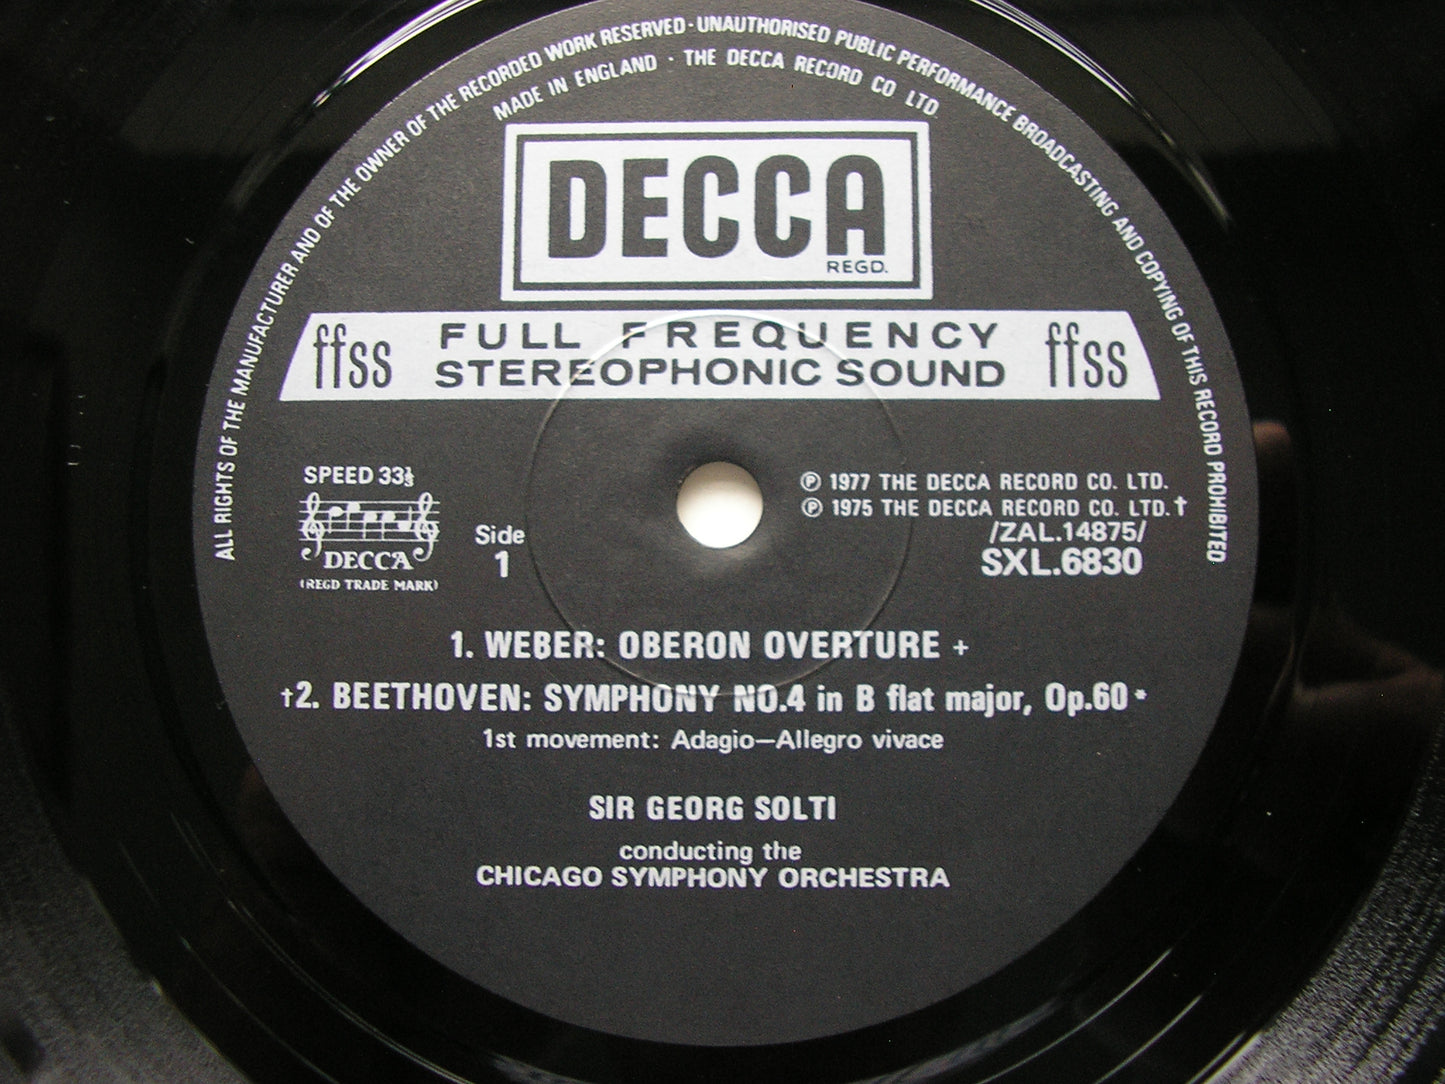 ALL RIGHTS OF THE MANUFACTURER AND OF THE OWNER OF THE RECORDED WORK RESERVED · UNAUTHORISED PUBLIC PERFORMANCE BROADCASTING AND COPYING OF THIS RECORD PROHIBITED
MADE IN ENGLAND · THE DECCA RECORD CO LTD
DECCA
REGD.
ffss FULL FREQUENCY STEREOPHONIC SOUND ffss
SPEED 33⅓
DECCA
(REGD TRADE MARK)
Side
1
℗ 1977 THE DECCA RECORD CO. LTD.
℗ 1975 THE DECCA RECORD CO. LTD.†
/ZAL.14875/
SXL.6830
1. WEBER: OBERON OVERTURE +
†2. BEETHOVEN: SYMPHONY NO.4 in B flat major, Op.60 *
1st movement: Adagio—Allegro vivace
SIR GEORG SOLTI
conducting the
CHICAGO SYMPHONY ORCHESTRA